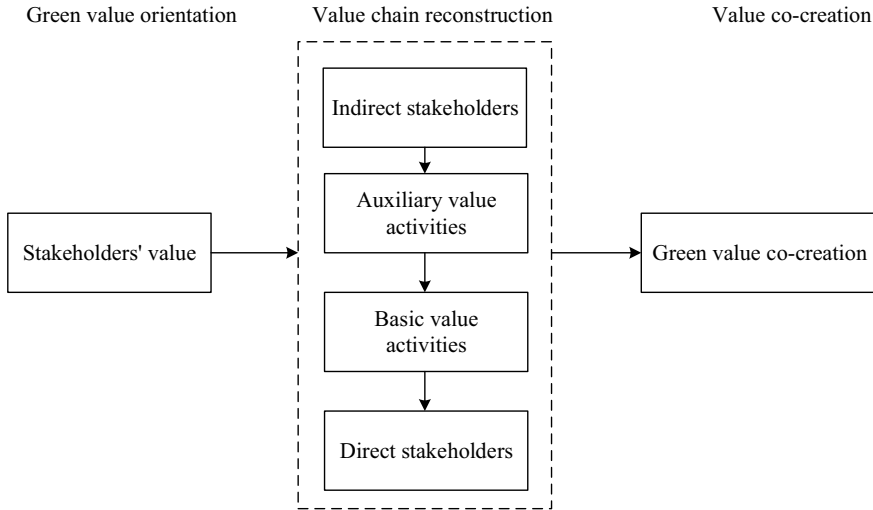 Green value orientation
Value chain reconstruction
Value co-creation
Indirect stakeholders
Auxiliary value
activities
Stakeholders' value
Green value co-creation
Basic value
activities
Direct stakeholders